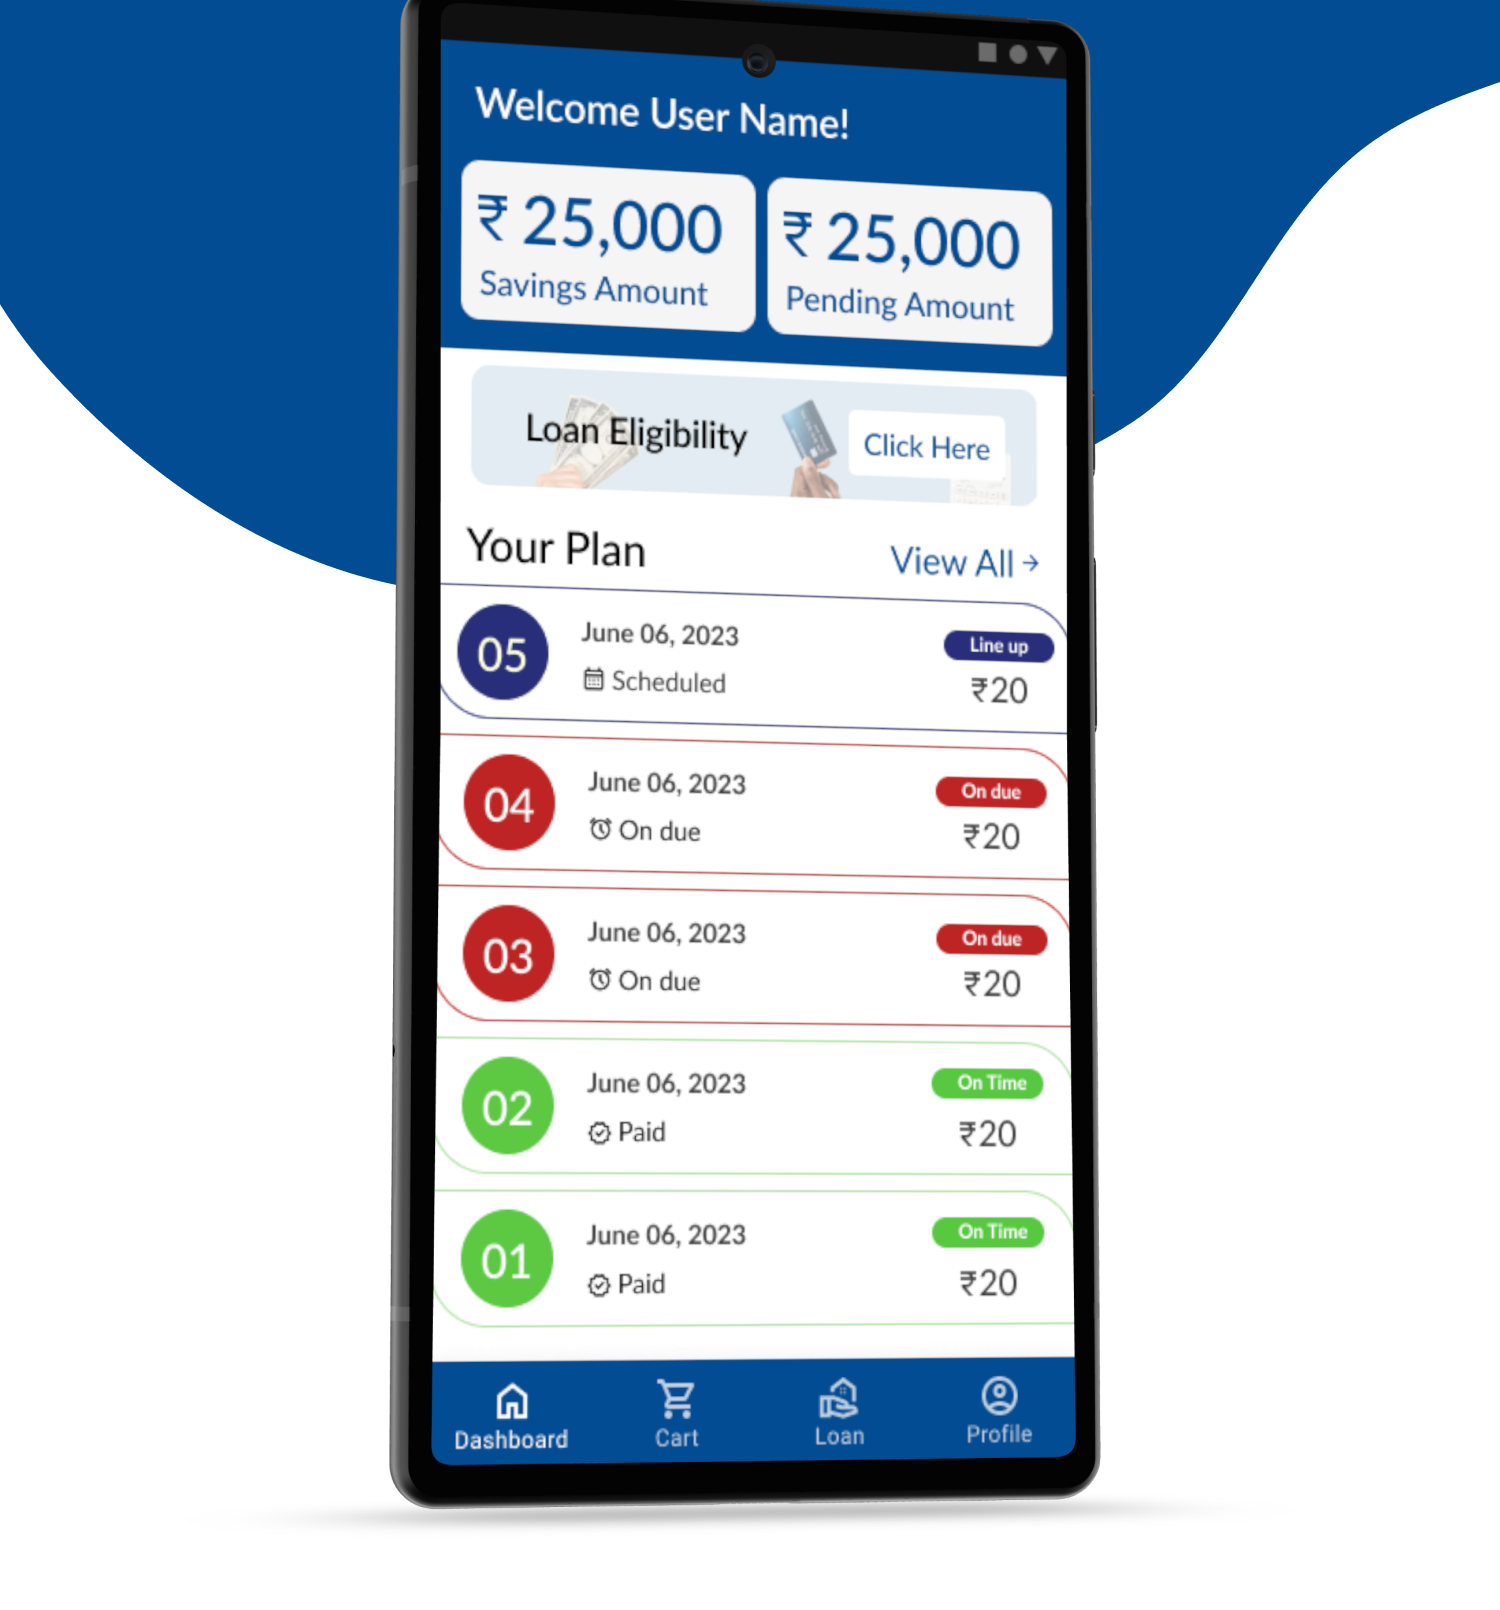 Welcome User Name!
₹ 25,000
Savings Amount
₹ 25,000
Pending Amount
Loan Eligibility
Click Here
Your Plan
View All →
05
June 06, 2023
Scheduled
Line up
₹20
04
June 06, 2023
On due
On due
₹20
03
June 06, 2023
On due
On due
₹20
02
June 06, 2023
Paid
On Time
₹20
01
June 06, 2023
Paid
On Time
₹20
Dashboard
Cart
Loan
Profile